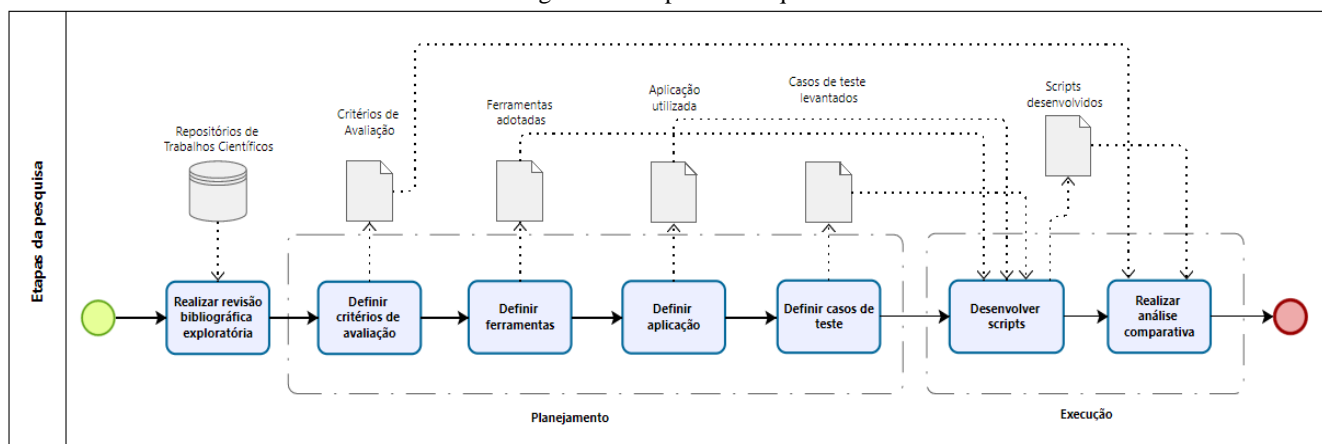 Etapas da pesquisa
Repositórios de
Trabalhos Científicos
Critérios de
Avaliação
Ferramentas
adotadas
Aplicação
utilizada
Casos de teste
levantados
Scripts
desenvolvidos
Realizar revisão
bibliográfica
exploratória
Definir
critérios de
avaliação
Definir
ferramentas
Definir
aplicação
Definir casos de
teste
Desenvolver
scripts
Realizar
análise
comparativa
Planejamento
Execução